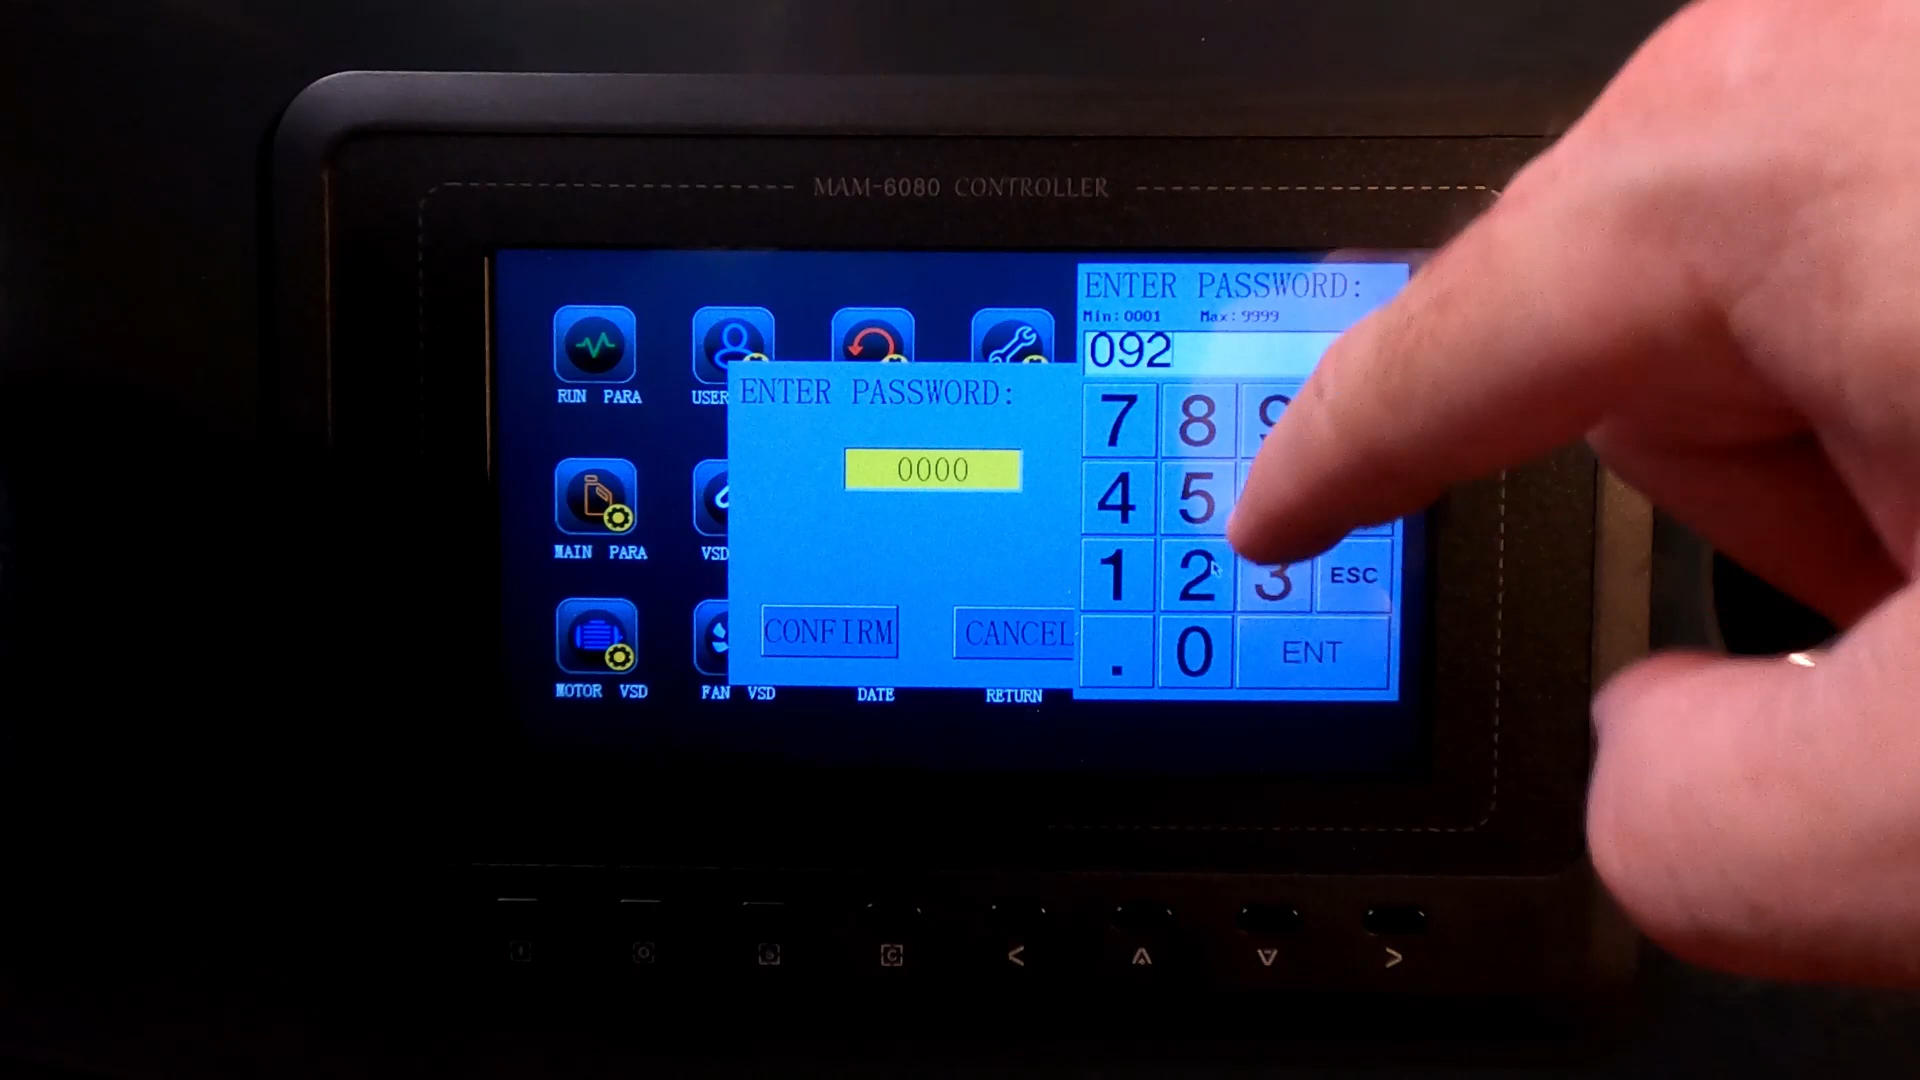 MAM-6080 CONTROLLER
ENTER PASSWORD:
Min:0001 Max:9999
092
7 8 9
4 5
1 2 3 ESC
. 0 ENT
ENTER PASSWORD:
0000
CONFIRM CANCEL
RUN PARA
USER
MAIN PARA
VSD
MOTOR VSD
FAN VSD
DATE
RETURN
C < >